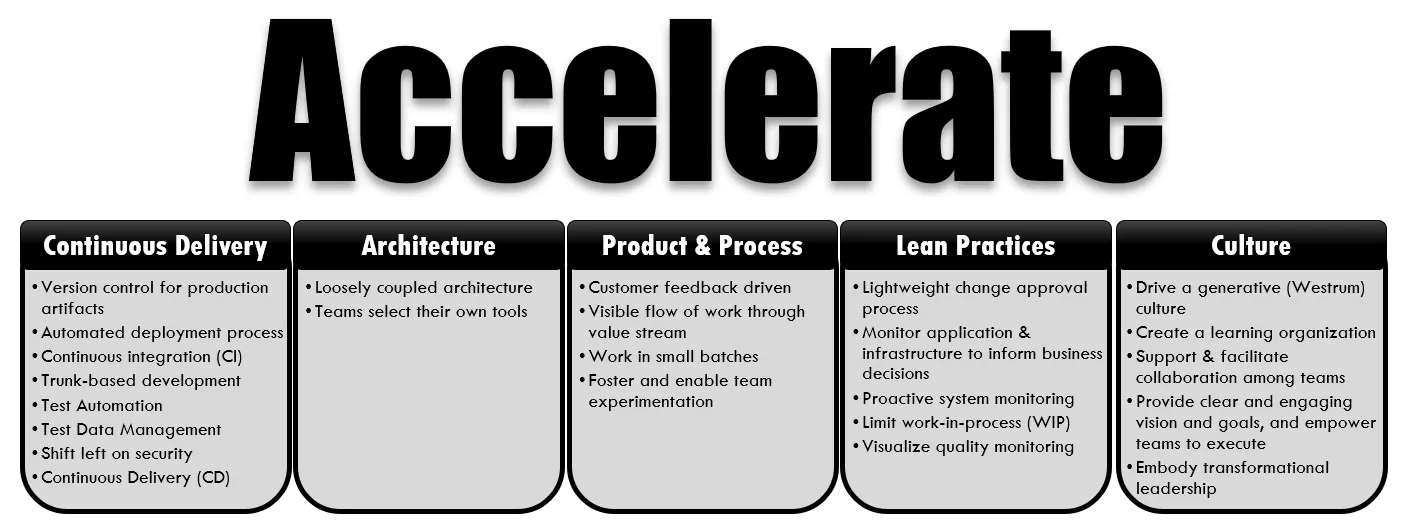 Accelerate
Continuous Delivery
•Version control for production
artifacts
•Automated deployment process
•Continuous integration (CI)
•Trunk-based development
•Test Automation
•Test Data Management
•Shift left on security
•Continuous Delivery (CD)
Architecture
•Loosely coupled architecture
•Teams select their own tools
Product & Process
•Customer feedback driven
•Visible flow of work through
value stream
•Work in small batches
•Foster and enable team
experimentation
Lean Practices
•Lightweight change approval
process
•Monitor application &
infrastructure to inform business
decisions
•Proactive system monitoring
•Limit work-in-process (WIP)
•Visualize quality monitoring
Culture
•Drive a generative (Westrum)
culture
•Create a learning organization
•Support & facilitate
collaboration among teams
•Provide clear and engaging
vision and goals, and empower
teams to execute
•Embody transformational
leadership